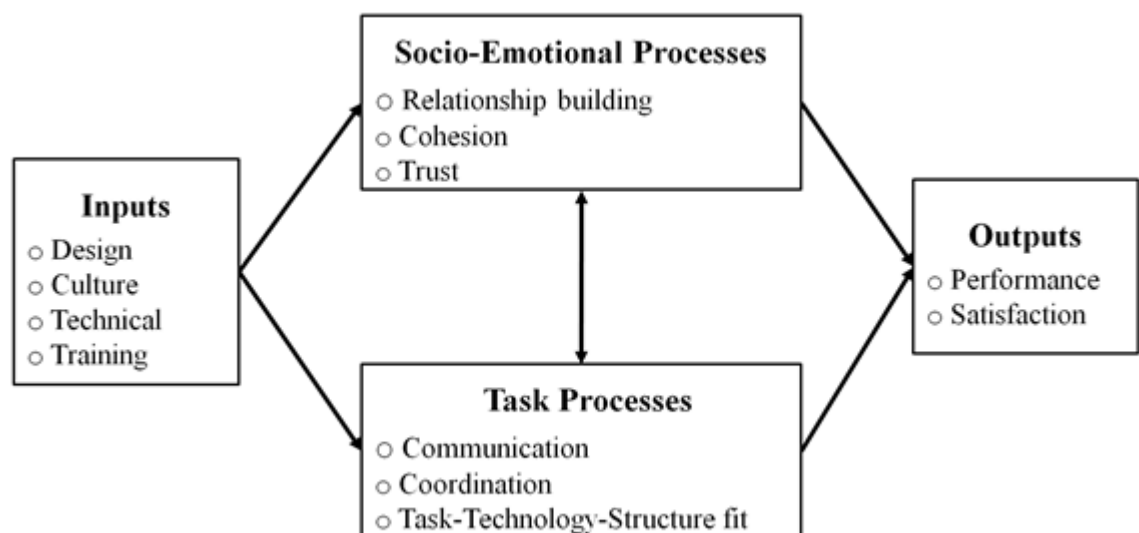 Socio-Emotional Processes
Relationship building
Cohesion
Trust
Inputs
Design
Culture
Technical
Training
Outputs
Performance
Satisfaction
Task Processes
Communication
Coordination
Task-Technology-Structure fit